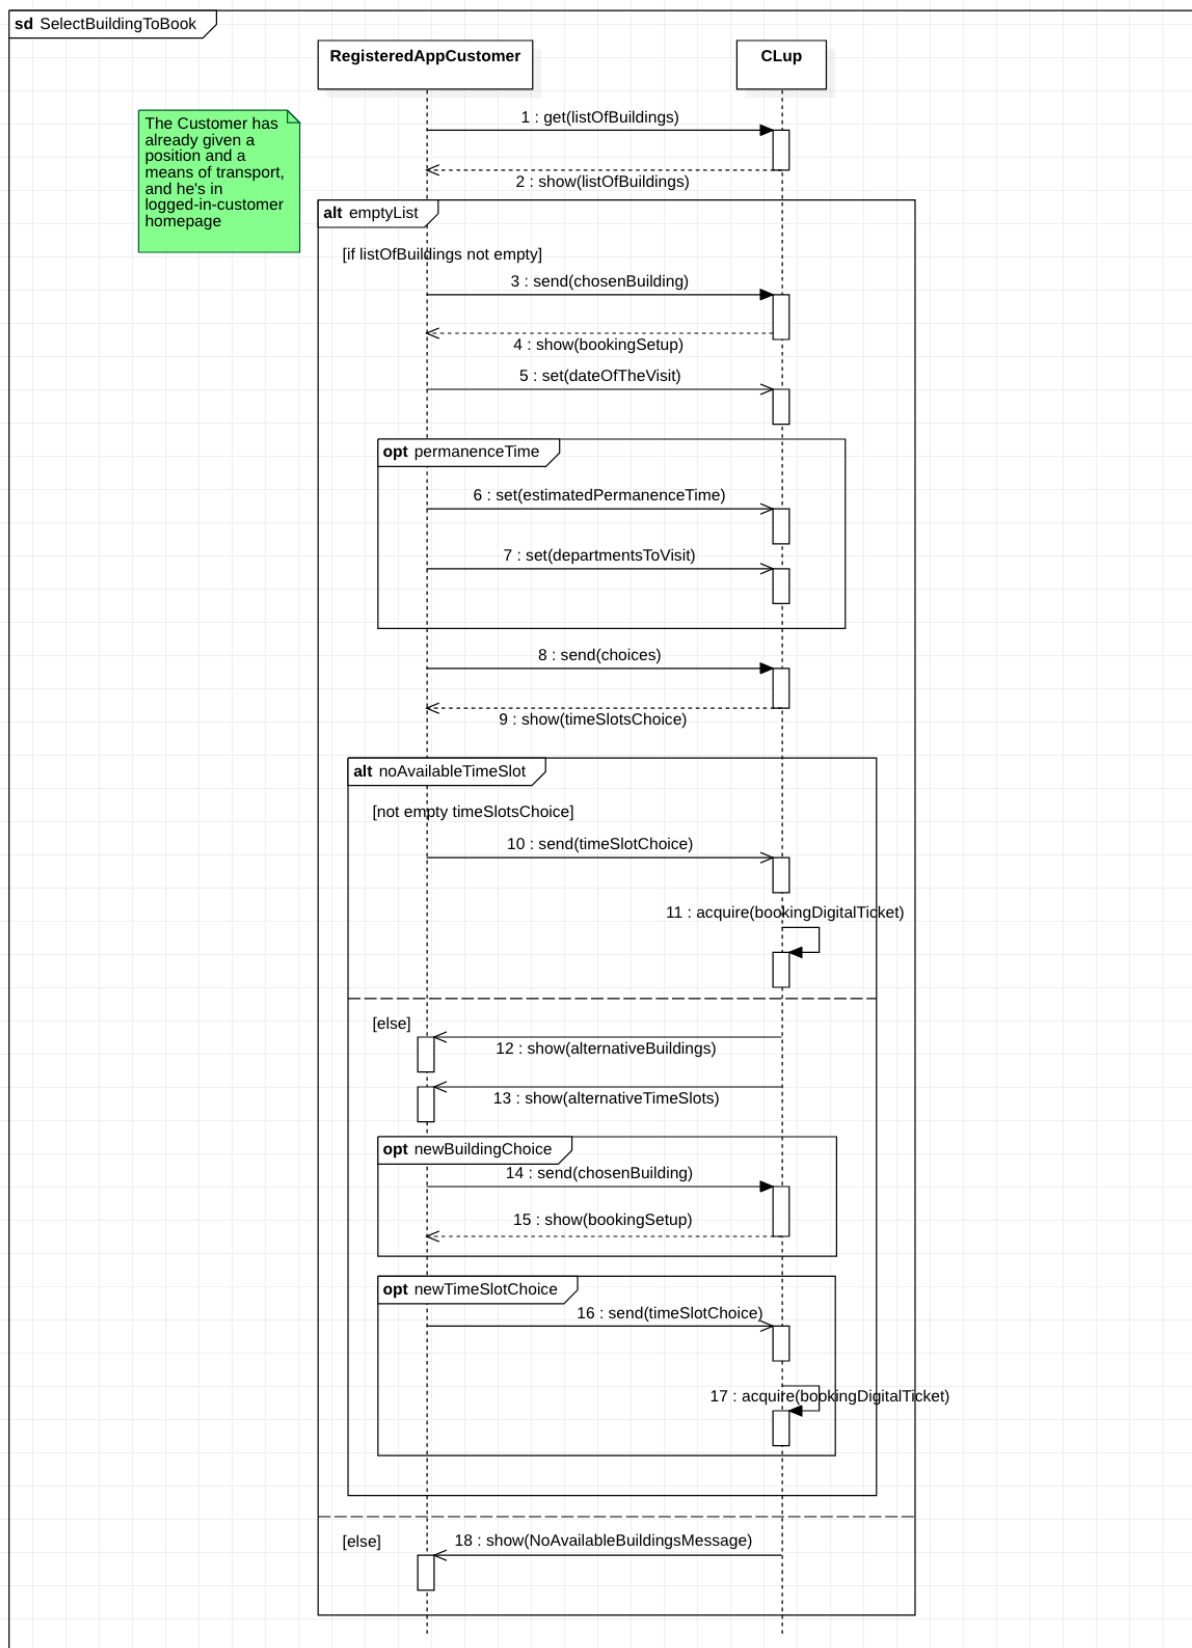 sd SelectBuildingToBook
RegisteredAppCustomer
CLup
The Customer has
already given a
position and a
means of transport,
and he's in
logged-in-customer
homepage
1 : get(listOfBuildings)
2 : show(listOfBuildings)
alt emptyList
[if listOfBuildings not empty]
3 : send(chosenBuilding)
4 : show(bookingSetup)
5 : set(dateOfTheVisit)
opt permanenceTime
6 : set(estimatedPermanenceTime)
7 : set(departmentsToVisit)
8 : send(choices)
9 : show(timeSlotsChoice)
alt noAvailableTimeSlot
[not empty timeSlotsChoice]
10 : send(timeSlotChoice)
11 : acquire(bookingDigitalTicket)
[else]
12 : show(alternativeBuildings)
13 : show(alternativeTimeSlots)
opt newBuildingChoice
14 : send(chosenBuilding)
15 : show(bookingSetup)
opt newTimeSlotChoice
16 : send(timeSlotChoice)
17 : acquire(bookingDigitalTicket)
[else]
18 : show(NoAvailableBuildingsMessage)